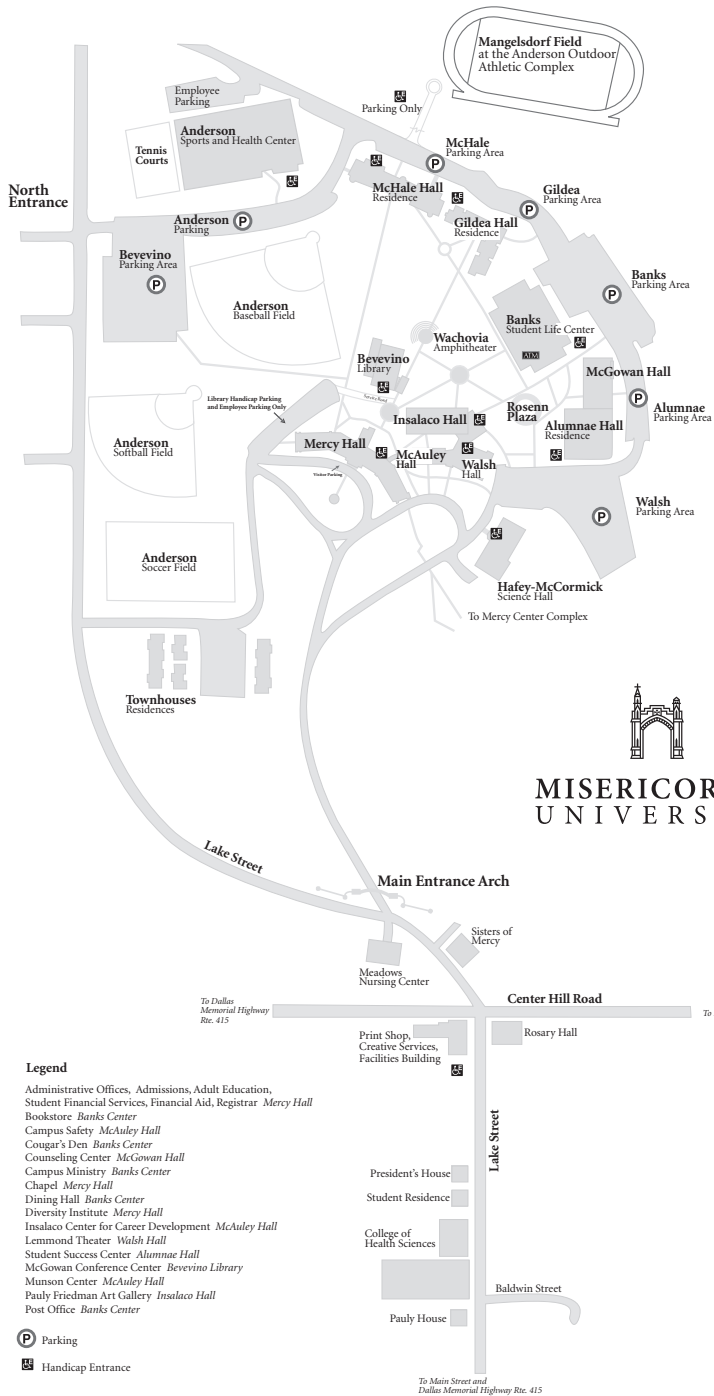 Mangelsdorf Field
at the Anderson Outdoor
Athletic Complex
Employee
Parking
Parking Only
Anderson
Sports and Health Center
Tennis
Courts
McHale
Parking Area
North
Entrance
McHale Hall
Residence
Gildea
Parking Area
Anderson
Parking
P
P
P
Gildea Hall
Residence
Bevevino
Parking Area
P
Banks
Parking Area
P
Anderson
Baseball Field
Banks
Student Life Center
ATM
Wachovia
Amphitheater
Bevevino
Library
McGowan Hall
Library Handicap Parking
and Employee Parking Only
P
Alumnae
Parking Area
Rosenn
Plaza
Insalaco Hall
Alumnae Hall
Residence
Anderson
Softball Field
Mercy Hall
McAuley
Hall
Walsh
Hall
Visitor Parking
Walsh
Parking Area
P
Anderson
Soccer Field
Hafey-McCormick
Science Hall
To Mercy Center Complex
Townhouses
Residences
MISERICOR
UNIVERS
Lake Street
Main Entrance Arch
Sisters of
Mercy
Meadows
Nursing Center
To Dallas
Memorial Highway
Rte. 415
Center Hill Road
To
Print Shop,
Creative Services,
Facilities Building
Rosary Hall
Lake Street
President's House
Student Residence
College of
Health Sciences
Baldwin Street
Pauly House
To Main Street and
Dallas Memorial Highway Rte. 415
Legend
Administrative Offices, Admissions, Adult Education,
Student Financial Services, Financial Aid, Registrar Mercy Hall
Bookstore Banks Center
Campus Safety McAuley Hall
Cougar's Den Banks Center
Counseling Center McGowan Hall
Campus Ministry Banks Center
Chapel Mercy Hall
Dining Hall Banks Center
Diversity Institute Mercy Hall
Insalaco Center for Career Development McAuley Hall
Lemmond Theater Walsh Hall
Student Success Center Alumnae Hall
McGowan Conference Center Bevevino Library
Munson Center McAuley Hall
Pauly Friedman Art Gallery Insalaco Hall
Post Office Banks Center
P Parking
Handicap Entrance